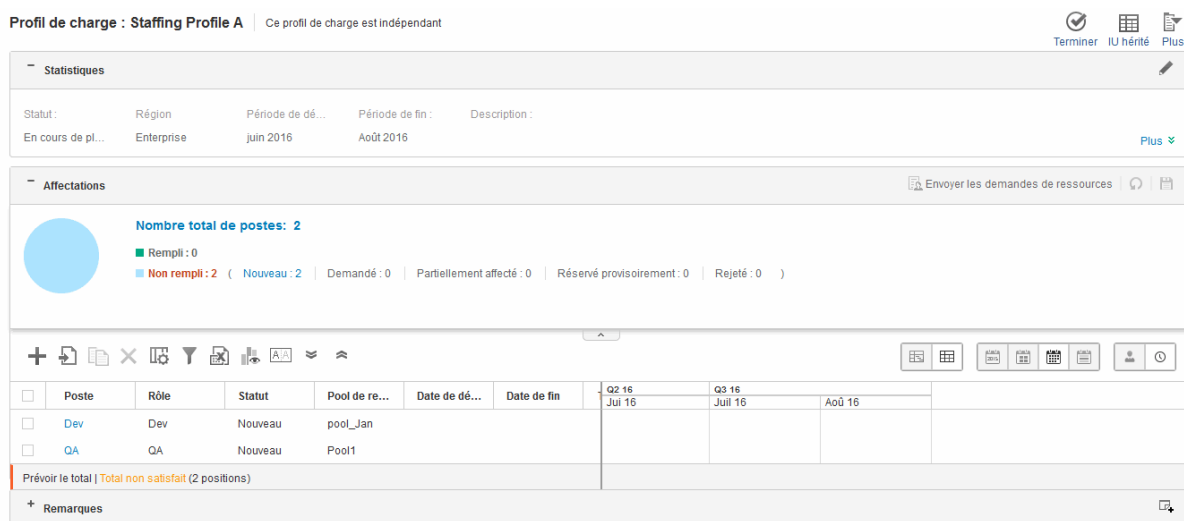 Profil de charge : Staffing Profile A Ce profil de charge est indépendant
Terminer IU hérité Plus
Statistiques
Statut : Région Période de dé... Période de fin : Description :
En cours de pl... Enterprise juin 2016 Août 2016
Plus
Affectations Envoyer les demandes de ressources
Nombre total de postes: 2
Rempli : 0
Non rempli : 2 ( Nouveau : 2 Demandé : 0 Partiellement affecté : 0 Réservé provisoirement : 0 Rejeté : 0 )
Poste Rôle Statut Pool de re... Date de dé... Date de fin
Q2 16 Q3 16
Jui 16 Juil 16 Aoû 16
Dev Dev Nouveau pool_Jan
QA QA Nouveau Pool1
Prévoir le total | Total non satisfait (2 positions)
Remarques